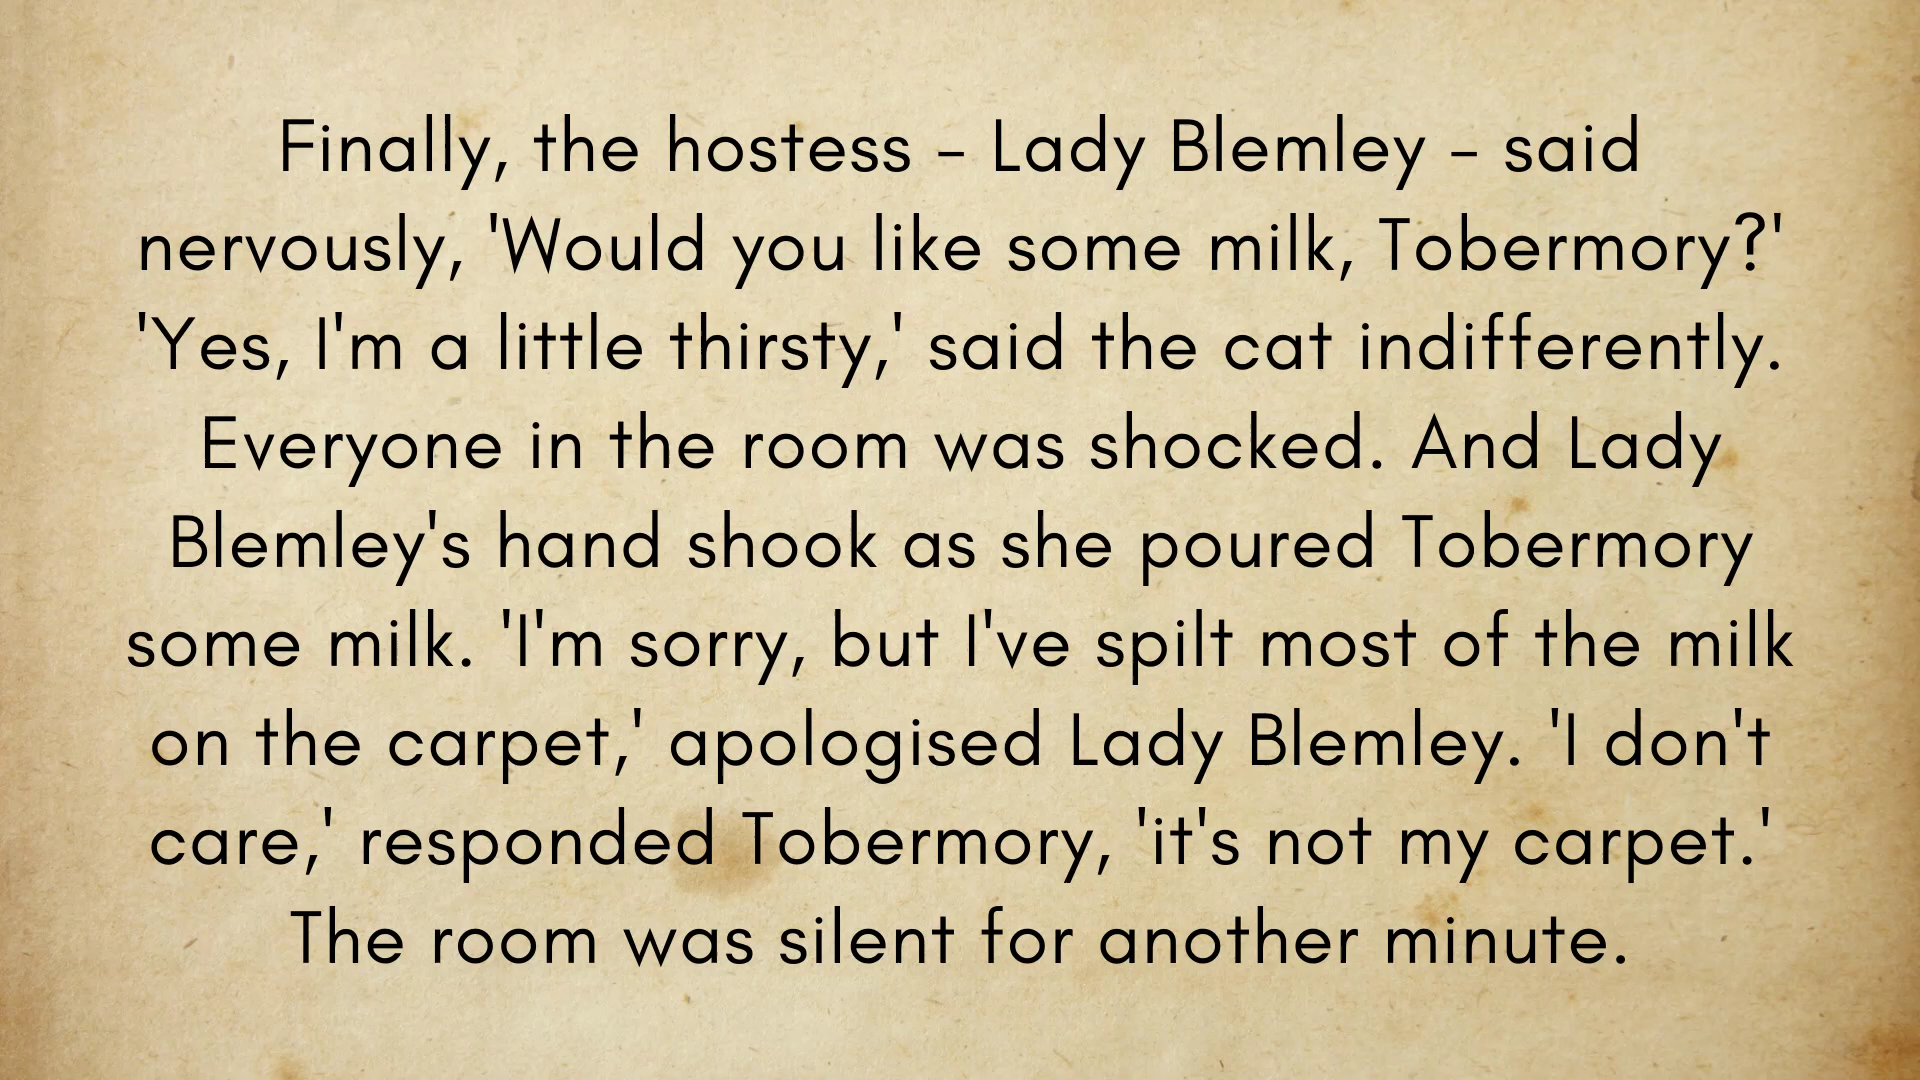 Finally, the hostess – Lady Blemley – said
nervously, 'Would you like some milk, Tobermory?'
'Yes, I'm a little thirsty,' said the cat indifferently.
Everyone in the room was shocked. And Lady
Blemley's hand shook as she poured Tobermory
some milk. 'I'm sorry, but I've spilt most of the milk
on the carpet,' apologised Lady Blemley. 'I don't
care,' responded Tobermory, 'it's not my carpet.'
The room was silent for another minute.